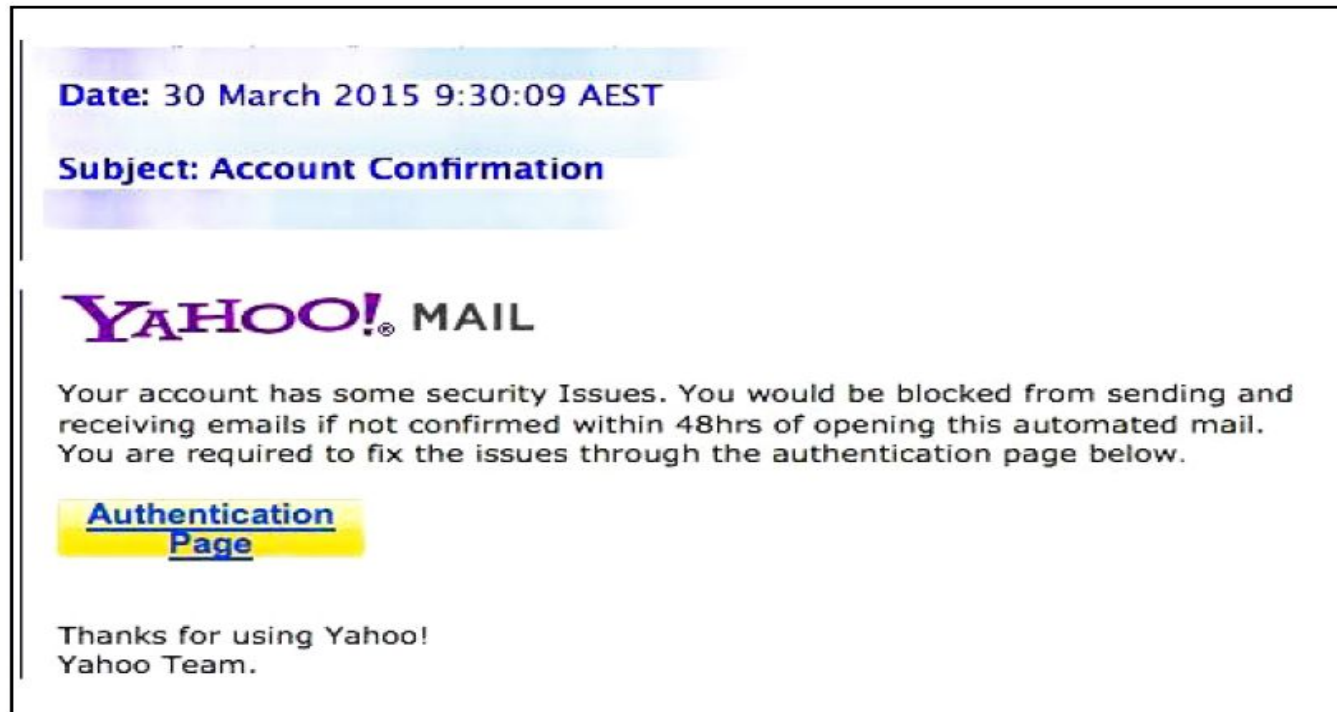 Date: 30 March 2015 9:30:09 AEST
Subject: Account Confirmation
YAHOO!® MAIL
Your account has some security Issues. You would be blocked from sending and
receiving emails if not confirmed within 48hrs of opening this automated mail.
You are required to fix the issues through the authentication page below.
Authentication
Page
Thanks for using Yahoo!
Yahoo Team.